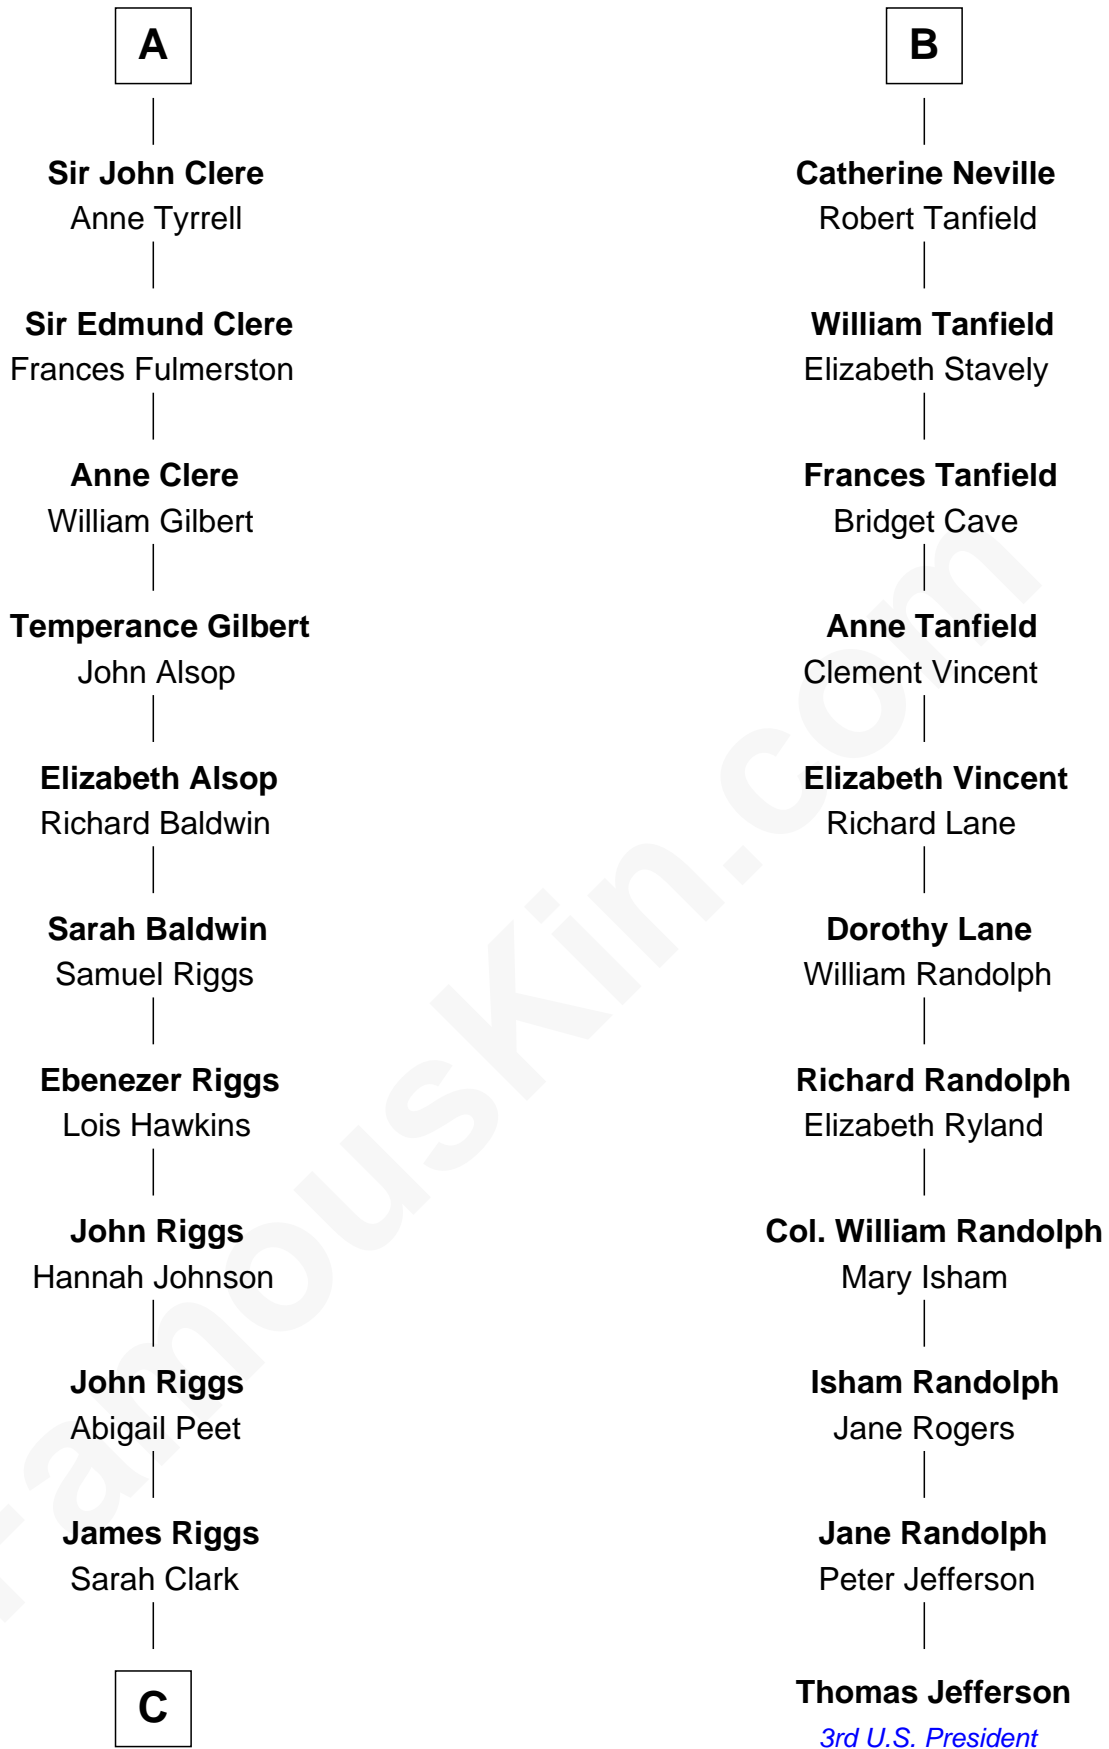 A
Sir John Clere
Anne Tyrrell
Sir Edmund Clere
Frances Fulmerston
Anne Clere
William Gilbert
Temperance Gilbert
John Alsop
Elizabeth Alsop
Richard Baldwin
Sarah Baldwin
Samuel Riggs
Ebenezer Riggs
Lois Hawkins
John Riggs
Hannah Johnson
John Riggs
Abigail Peet
James Riggs
Sarah Clark
C
B
Catherine Neville
Robert Tanfield
William Tanfield
Elizabeth Stavely
Frances Tanfield
Bridget Cave
Anne Tanfield
Clement Vincent
Elizabeth Vincent
Richard Lane
Dorothy Lane
William Randolph
Richard Randolph
Elizabeth Ryland
Col. William Randolph
Mary Isham
Isham Randolph
Jane Rogers
Jane Randolph
Peter Jefferson
Thomas Jefferson
3rd U.S. President
FamousKin.com